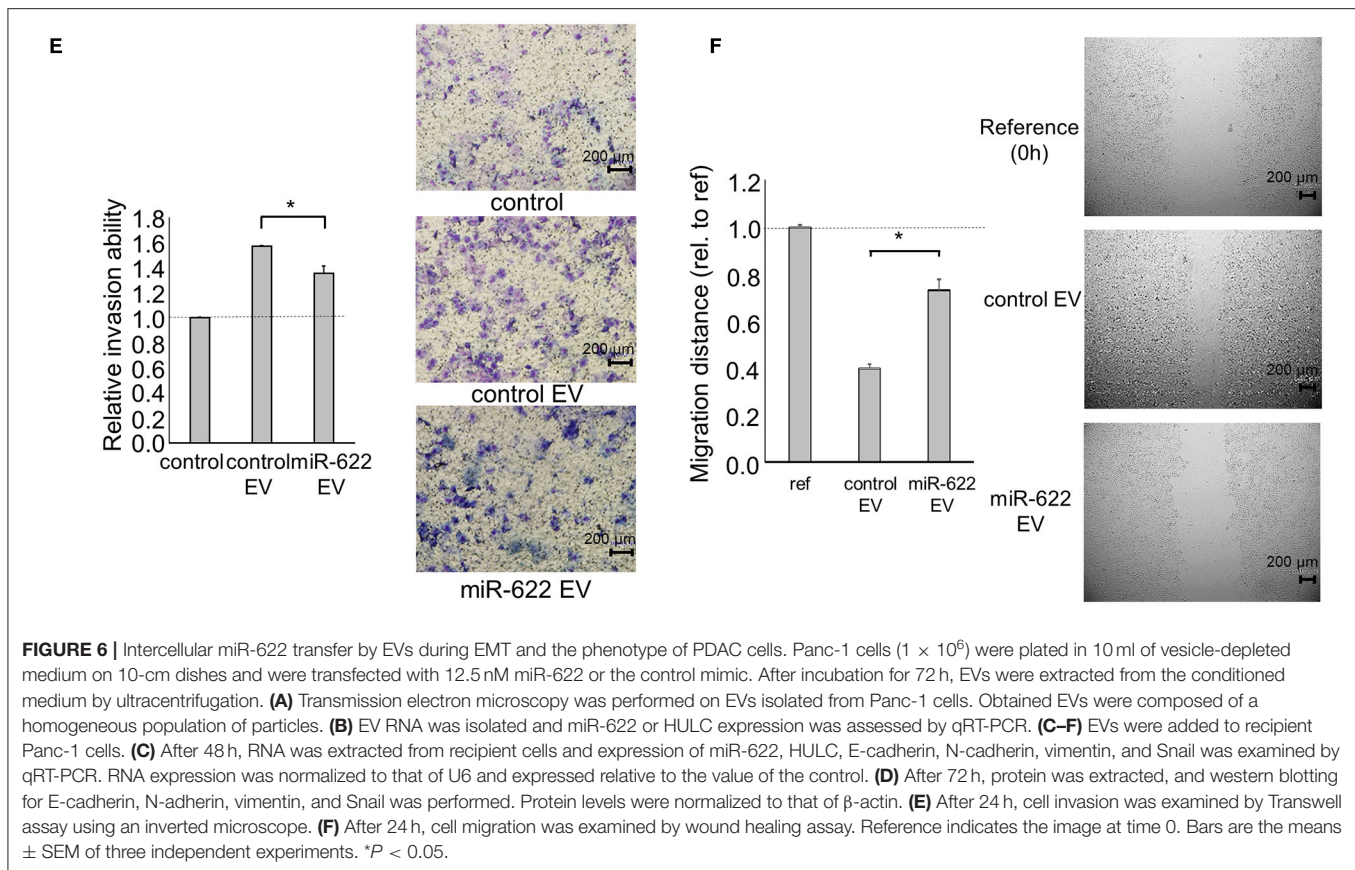 E
Relative invasion ability
1.8
1.6
1.4
1.2
1.0
0.8
0.6
0.4
0.2
0.0
*
control
control
EV
miR-622
EV
200 µm
control
200 µm
control EV
200 µm
miR-622 EV
F
Migration distance (rel. to ref)
1.2
1.0
0.8
0.6
0.4
0.2
0.0
*
ref
control
EV
miR-622
EV
Reference
(0h)
200 µm
control EV
200 µm
miR-622
EV
200 µm
FIGURE 6 | Intercellular miR-622 transfer by EVs during EMT and the phenotype of PDAC cells. Panc-1 cells (1 × 10⁶) were plated in 10 ml of vesicle-depleted
medium on 10-cm dishes and were transfected with 12.5 nM miR-622 or the control mimic. After incubation for 72 h, EVs were extracted from the conditioned
medium by ultracentrifugation. (A) Transmission electron microscopy was performed on EVs isolated from Panc-1 cells. Obtained EVs were composed of a
homogeneous population of particles. (B) EV RNA was isolated and miR-622 or HULC expression was assessed by qRT-PCR. (C–F) EVs were added to recipient
Panc-1 cells. (C) After 48 h, RNA was extracted from recipient cells and expression of miR-622, HULC, E-cadherin, N-cadherin, vimentin, and Snail was examined by
qRT-PCR. RNA expression was normalized to that of U6 and expressed relative to the value of the control. (D) After 72 h, protein was extracted, and western blotting
for E-cadherin, N-adherin, vimentin, and Snail was performed. Protein levels were normalized to that of β-actin. (E) After 24 h, cell invasion was examined by Transwell
assay using an inverted microscope. (F) After 24 h, cell migration was examined by wound healing assay. Reference indicates the image at time 0. Bars are the means
± SEM of three independent experiments. *P < 0.05.